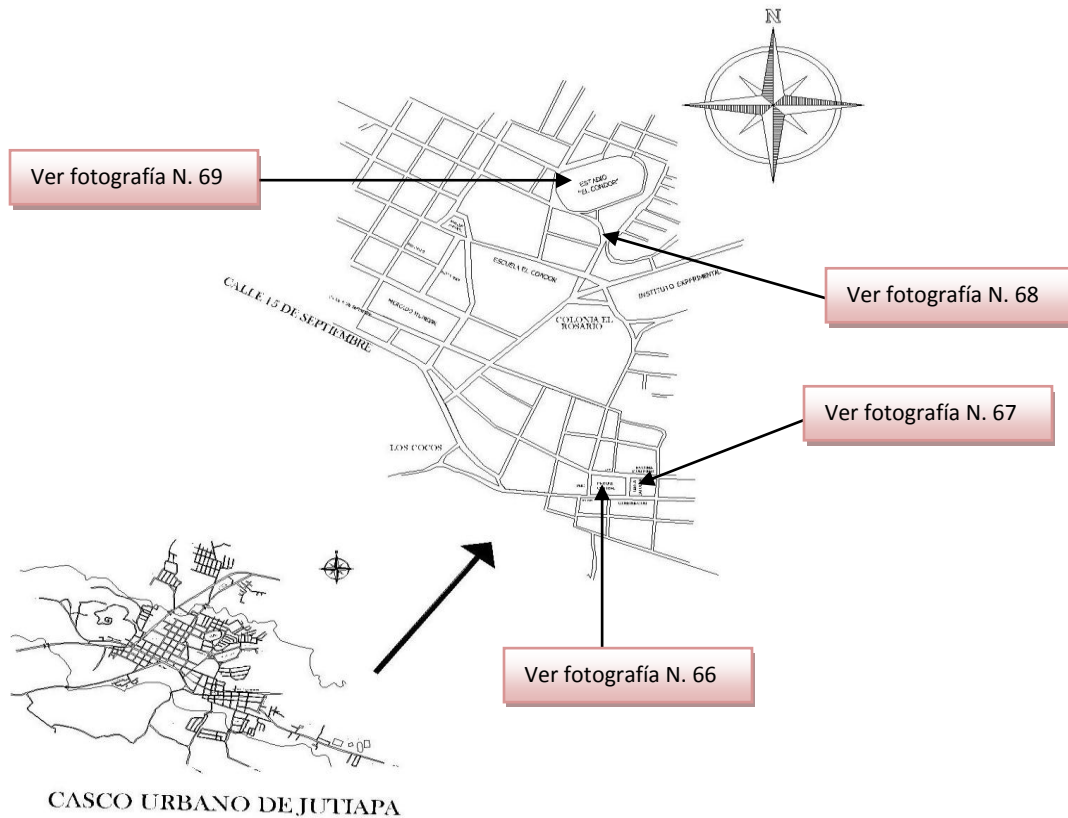 N
Ver fotografía N. 69
ESTADIO
"EL CONDOR"
ESCUELA EL CONDOR
INSTITUTO EXPERIMENTAL
Ver fotografía N. 68
CALLE 15 DE SEPTIEMBRE
MERCADO MUNICIPAL
COLONIA EL
ROSARIO
Ver fotografía N. 67
LOS COCOS
Ver fotografía N. 66
CASCO URBANO DE JUTIAPA